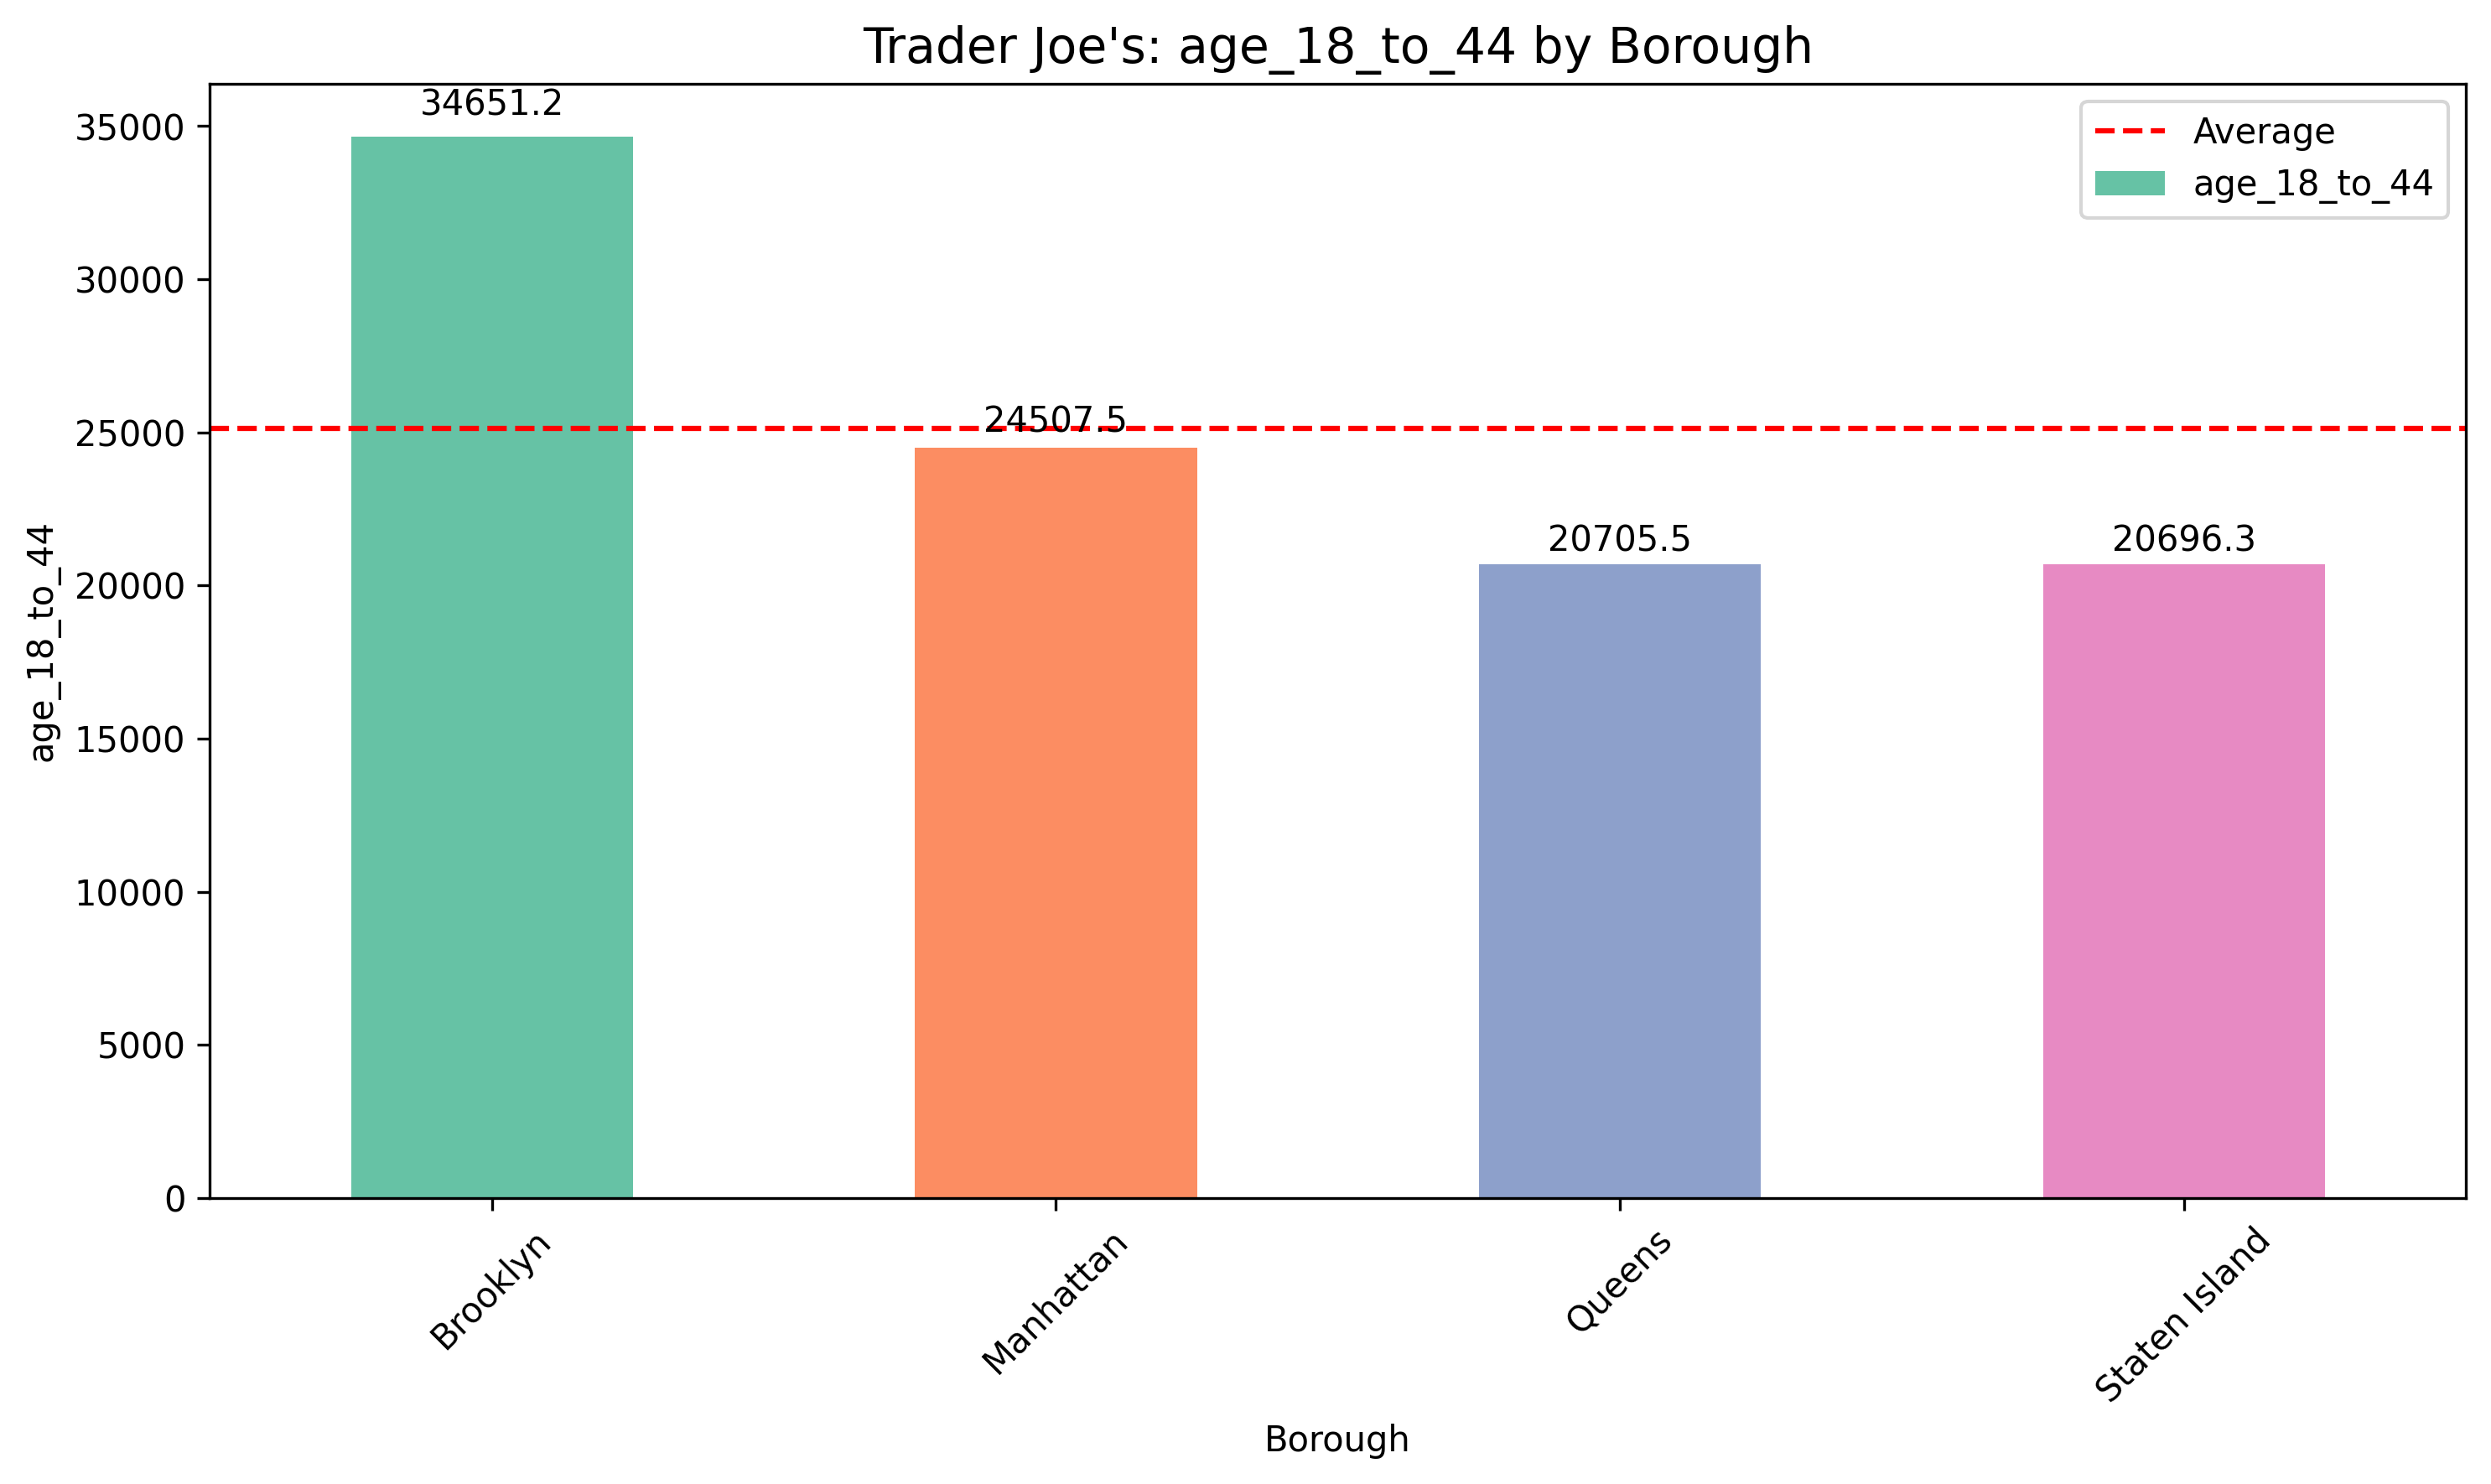 Trader Joe's: age_18_to_44 by Borough
Average
age_18_to_44
age_18_to_44
35000
30000
25000
20000
15000
10000
5000
0
34651.2
24507.5
20705.5
20696.3
Brooklyn
Manhattan
Queens
Staten Island
Borough